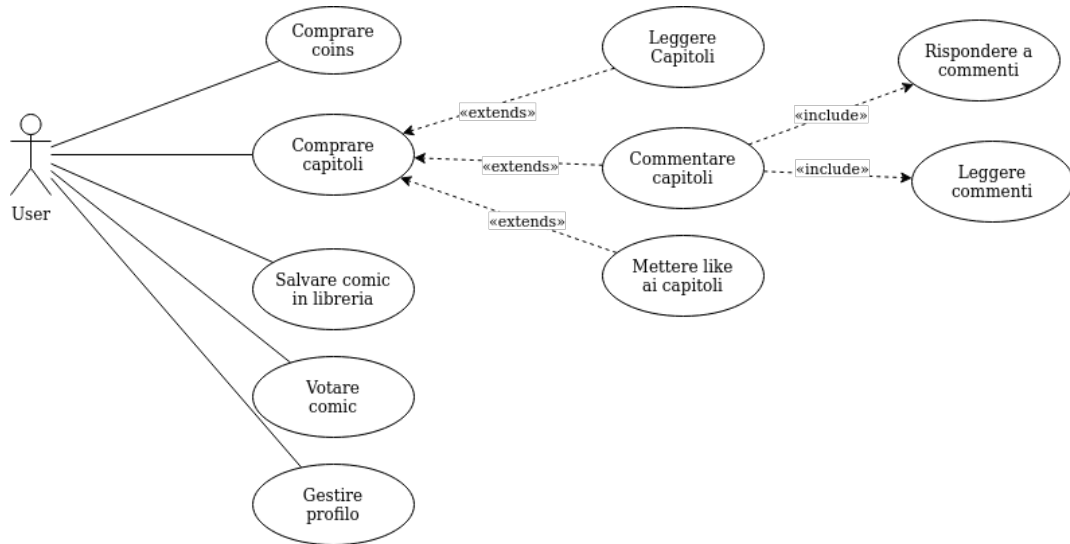 Comprare
coins
Leggere
Capitoli
Rispondere a
commenti
«extends»
«include»
Comprare
capitoli
«extends»
Commentare
capitoli
«include»
Leggere
commenti
User
«extends»
Salvare comic
in libreria
Mettere like
ai capitoli
Votare
comic
Gestire
profilo